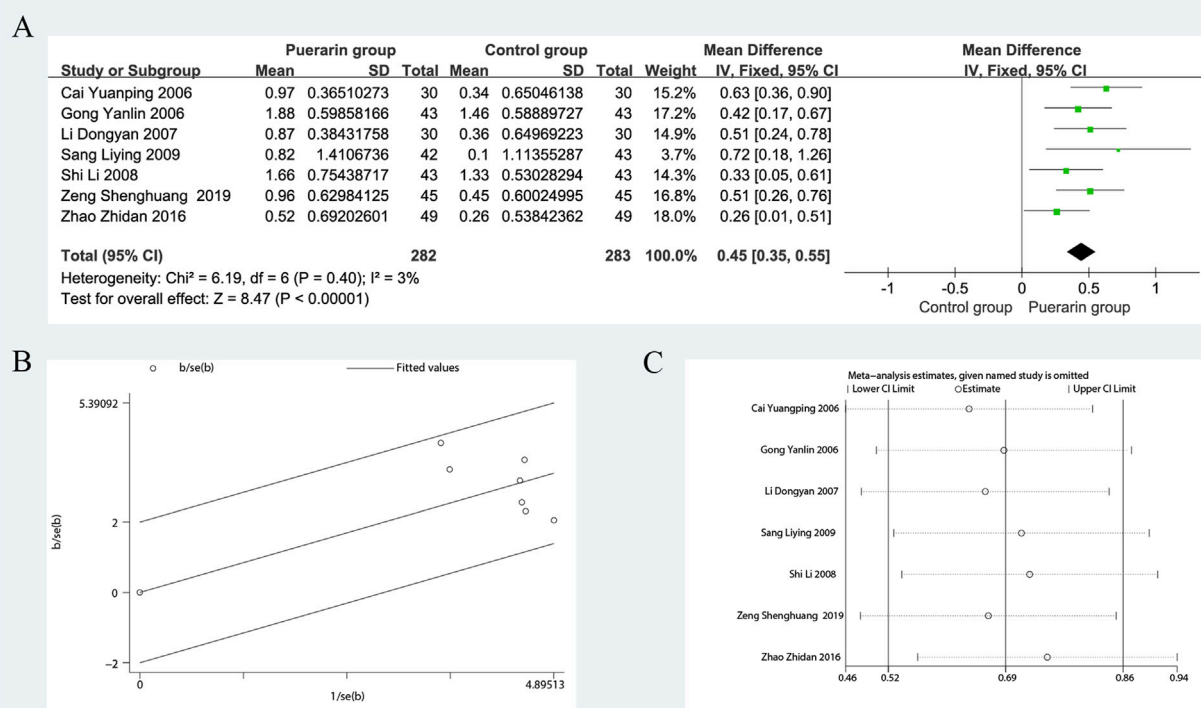 A
Puerarin group Control group Mean Difference Mean Difference
Study or Subgroup Mean SD Total Mean SD Total Weight IV, Fixed, 95% CI IV, Fixed, 95% CI
Cai Yuanping 2006 0.97 0.36510273 30 0.34 0.65046138 30 15.2% 0.63 [0.36, 0.90]
Gong Yanlin 2006 1.88 0.59858166 43 1.46 0.58889727 43 17.2% 0.42 [0.17, 0.67]
Li Dongyan 2007 0.87 0.38431758 30 0.36 0.64969223 30 14.9% 0.51 [0.24, 0.78]
Sang Liying 2009 0.82 1.4106736 42 0.1 1.11355287 43 3.7% 0.72 [0.18, 1.26]
Shi Li 2008 1.66 0.75438717 43 1.33 0.53028294 43 14.3% 0.33 [0.05, 0.61]
Zeng Shenghuang 2019 0.96 0.62984125 45 0.45 0.60024995 45 16.8% 0.51 [0.26, 0.76]
Zhao Zhidan 2016 0.52 0.69202601 49 0.26 0.53842362 49 18.0% 0.26 [0.01, 0.51]
Total (95% CI) 282 283 100.0% 0.45 [0.35, 0.55]
Heterogeneity: Chi² = 6.19, df = 6 (P = 0.40); I² = 3%
Test for overall effect: Z = 8.47 (P < 0.00001)
-1 -0.5 0 0.5 1
Control group Puerarin group
B
b/se(b) Fitted values
5.39092
2
0
−2
b/se(b)
0 4.89513
1/se(b)
C
Meta−analysis estimates, given named study is omitted
Lower CI Limit Estimate Upper CI Limit
Cai Yuangping 2006
Gong Yanlin 2006
Li Dongyan 2007
Sang Liying 2009
Shi Li 2008
Zeng Shenghuang 2019
Zhao Zhidan 2016
0.46 0.52 0.69 0.86 0.94